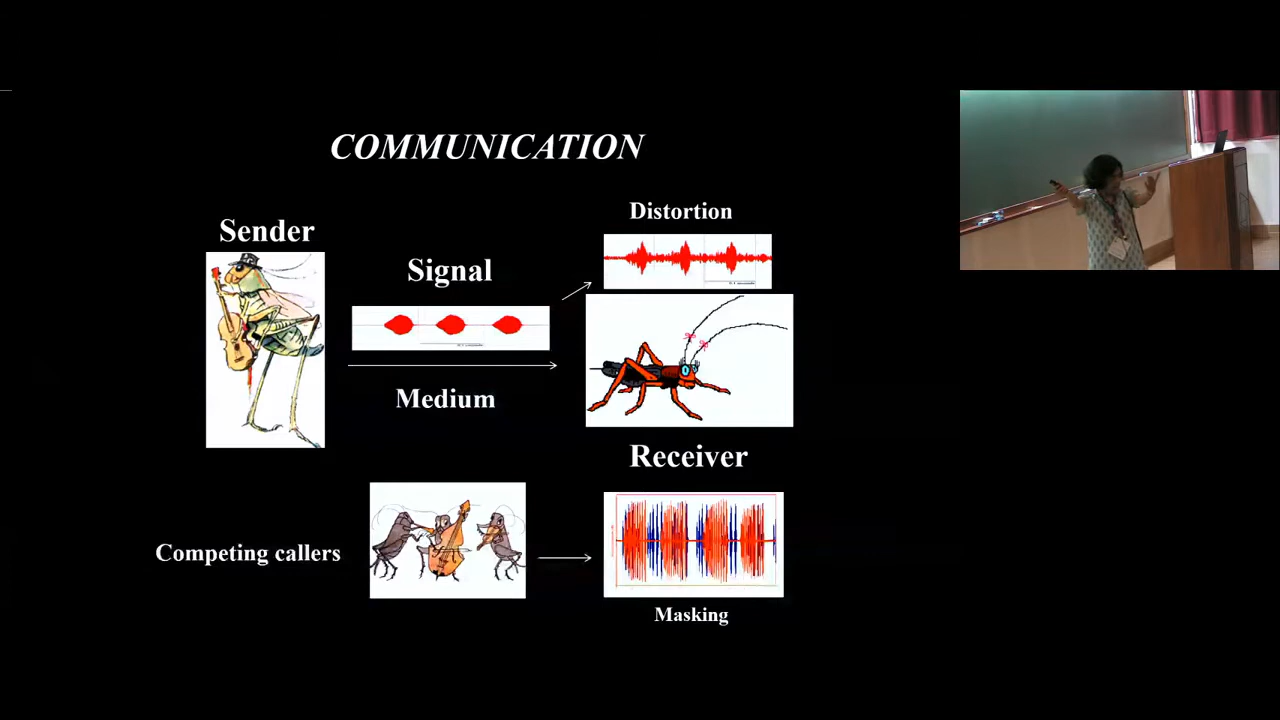 COMMUNICATION
Sender
Signal
Medium
Distortion
Receiver
Competing callers
Masking